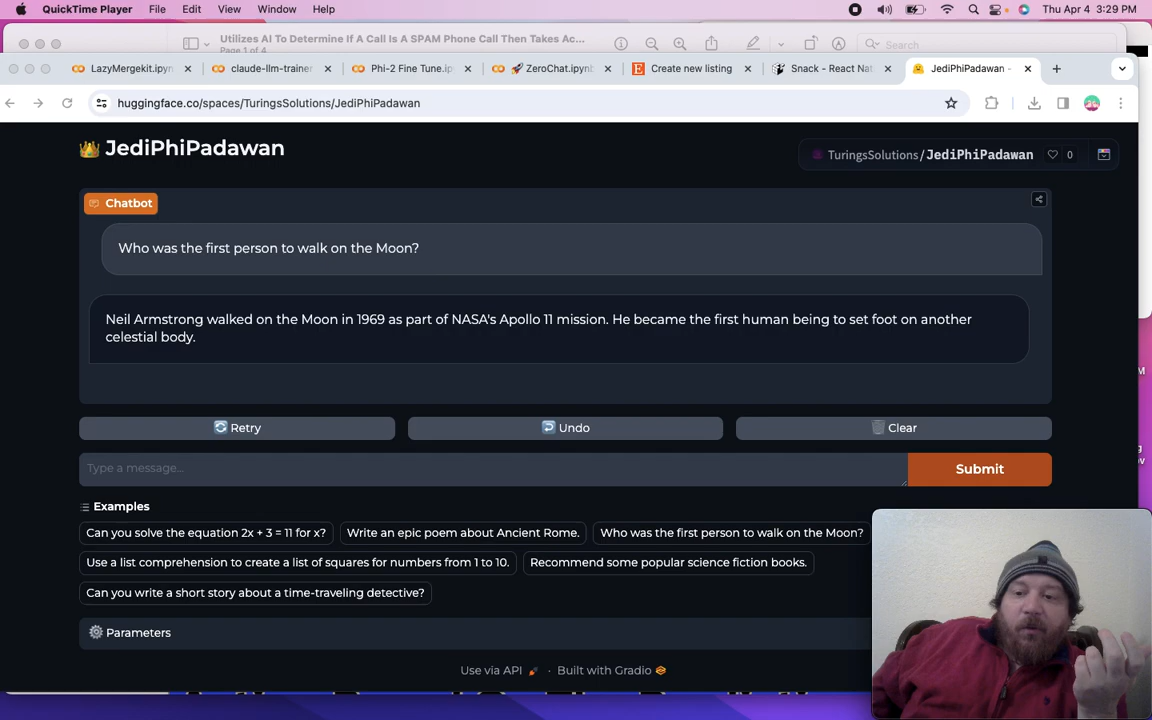 QuickTime Player File Edit View Window Help Thu Apr 4 3:29 PM
Utilizes AI To Determine If A Call Is A SPAM Phone Call Then Takes Ac...
Page 1 of 4
Search
LazyMergekit.ipynb claude-llm-trainer Phi-2 Fine Tune.ip ZeroChat.ipynb Create new listing Snack - React Nat JediPhiPadawan -
huggingface.co/spaces/TuringsSolutions/JediPhiPadawan
JediPhiPadawan
TuringsSolutions/JediPhiPadawan 0
Chatbot
Who was the first person to walk on the Moon?
Neil Armstrong walked on the Moon in 1969 as part of NASA's Apollo 11 mission. He became the first human being to set foot on another
celestial body.
Retry Undo Clear
Type a message...
Submit
Examples
Can you solve the equation 2x + 3 = 11 for x? Write an epic poem about Ancient Rome. Who was the first person to walk on the Moon?
Use a list comprehension to create a list of squares for numbers from 1 to 10. Recommend some popular science fiction books.
Can you write a short story about a time-traveling detective?
Parameters
Use via API · Built with Gradio